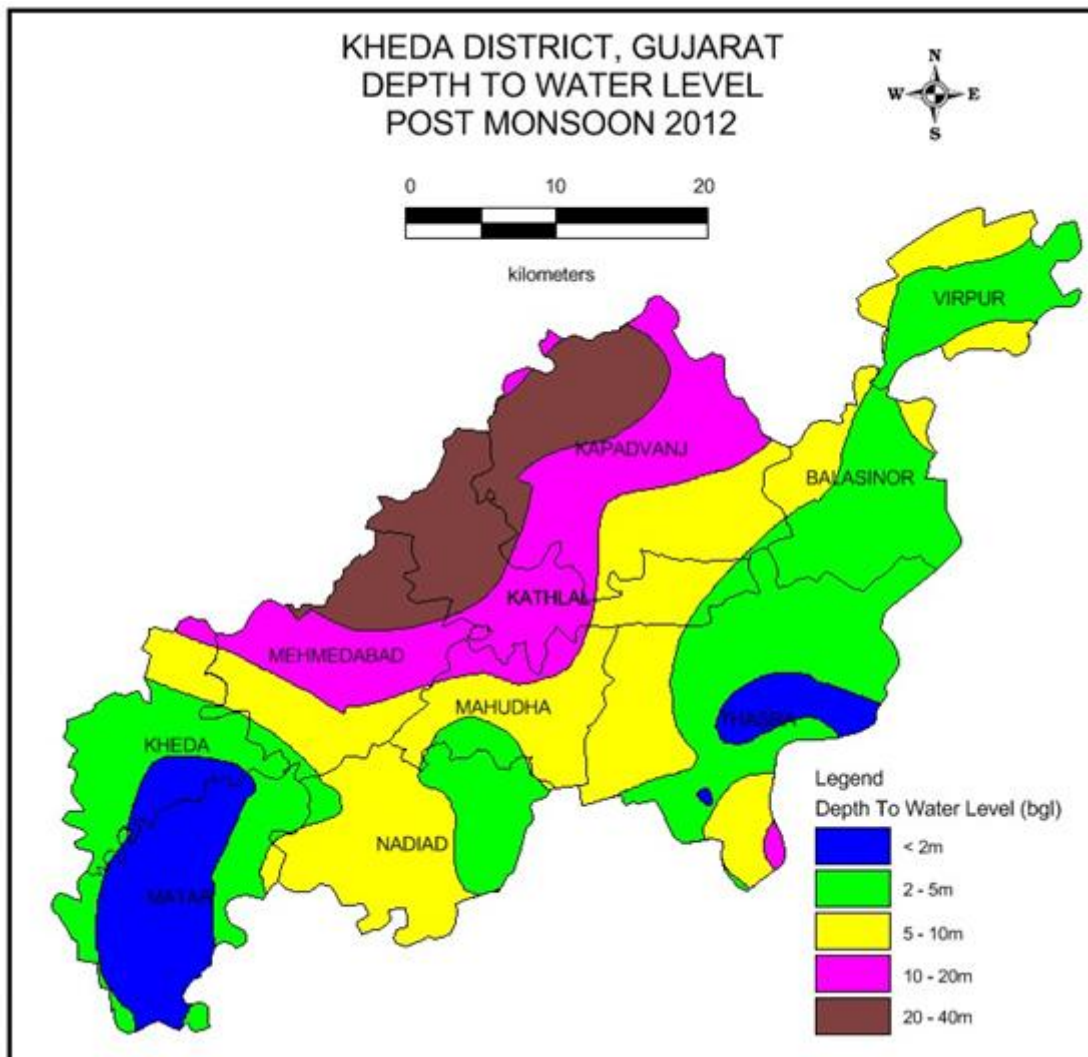 KHEDA DISTRICT, GUJARAT
DEPTH TO WATER LEVEL
POST MONSOON 2012
N
W E
S
0 10 20
kilometers
VIRPUR
KAPADVANJ
BALASINOR
KATHLAL
MEHMEDABAD
MAHUDHA
THASRA
KHEDA
NADIAD
MATAR
Legend
Depth To Water Level (bgl)
< 2m
2 - 5m
5 - 10m
10 - 20m
20 - 40m